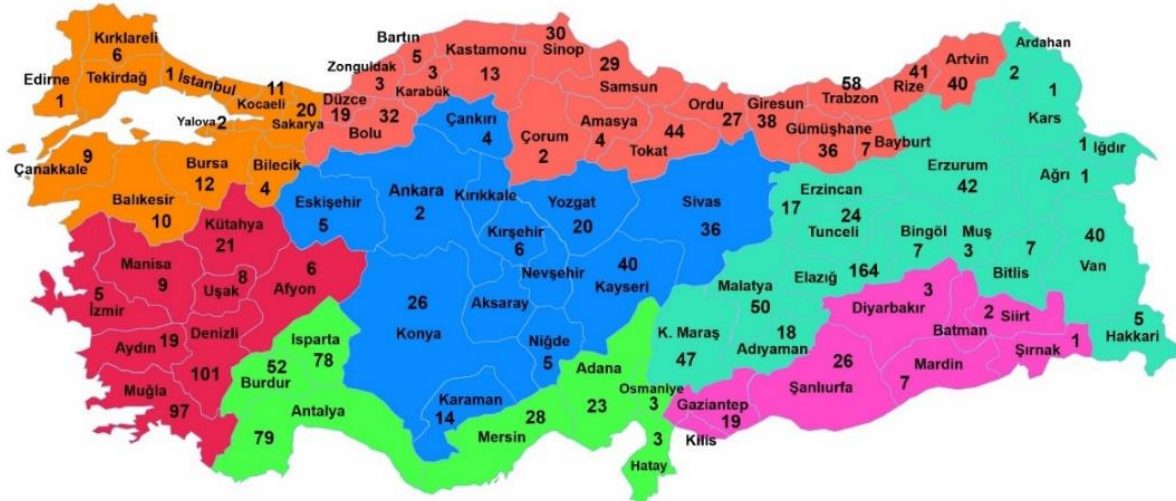 Kırklareli
6
Edirne
1
Tekirdağ
1
İstanbul
11
Kocaeli
20
Sakarya
Yalova 2
9
Çanakkale
Bursa
12
Bilecik
4
Balıkesir
10
Bartın
5
Zonguldak
3
3
Karabük
Kastamonu
13
30
Sinop
29
Samsun
Düzce
19
32
Bolu
Çorum
2
Amasya
4
44
Tokat
Ordu
27
Giresun
38
58
Trabzon
Gümüşhane
36
7
Bayburt
41
Rize
Artvin
40
Ardahan
2
1
Kars
1
Iğdır
Ağrı
1
Erzurum
42
Erzincan
17
24
Tunceli
Bingöl
7
Muş
3
7
Bitlis
40
Van
5
Hakkari
Elazığ
164
Malatya
50
18
Adıyaman
K. Maraş
47
Çankırı
4
Ankara
2
Kırıkkale
Eskişehir
5
Yozgat
20
Sivas
36
Kırşehir
6
Nevşehir
40
Kayseri
Aksaray
26
Konya
Niğde
5
Karaman
14
Kütahya
21
Manisa
9
8
Uşak
6
Afyon
5
İzmir
Aydın
19
Denizli
101
Muğla
97
Isparta
78
52
Burdur
Antalya
79
28
Mersin
Adana
23
Osmaniye
3
3
Hatay
Gaziantep
19
Kilis
26
Şanlıurfa
3
Diyarbakır
Batman
2
Siirt
1
Şırnak
Mardin
7